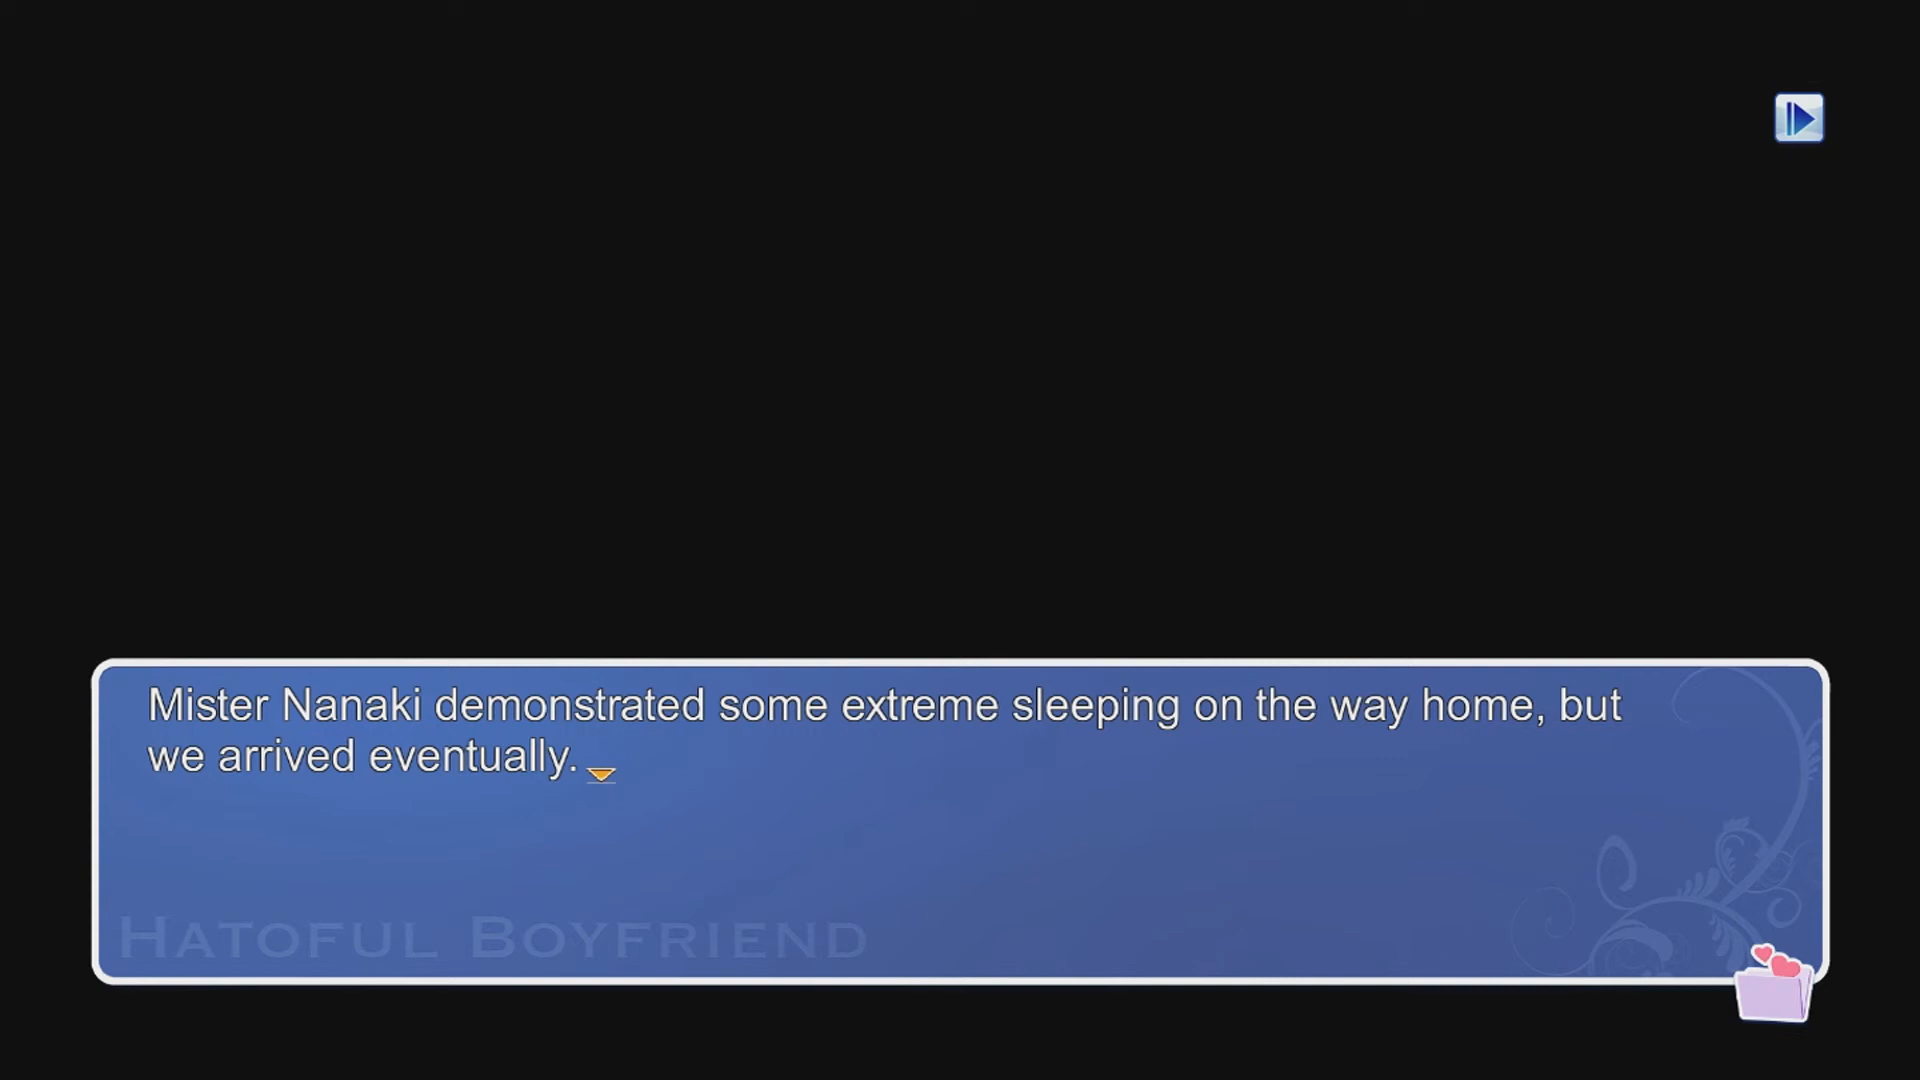 Mister Nanaki demonstrated some extreme sleeping on the way home, but
we arrived eventually.
HATOFUL BOYFRIEND